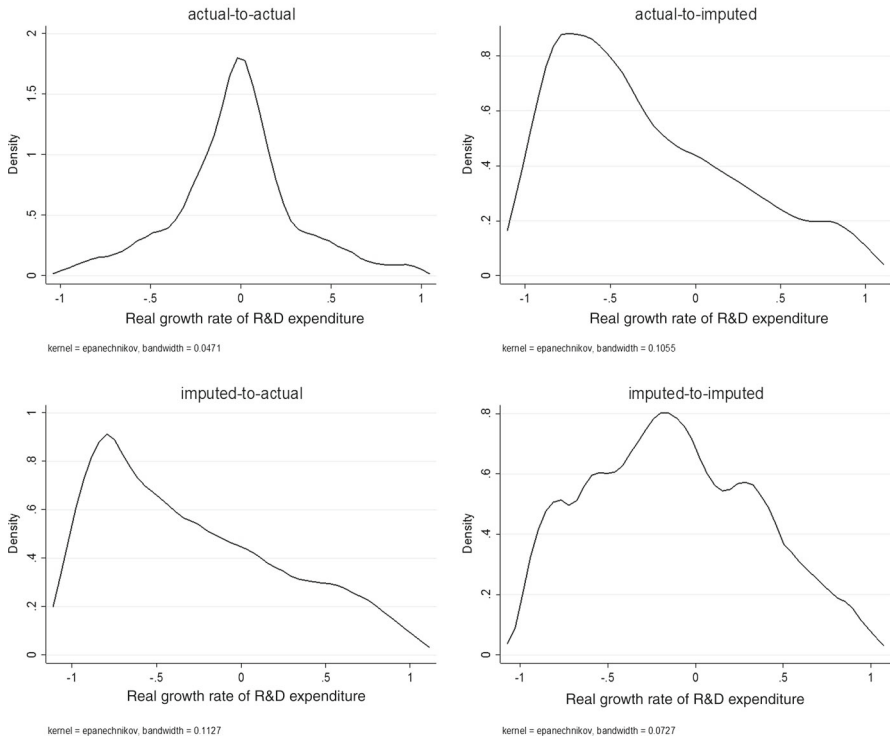 actual-to-actual
Density
0 .5 1 1.5 2
-1 -.5 0 .5 1
Real growth rate of R&D expenditure
kernel = epanechnikov, bandwidth = 0.0471
actual-to-imputed
Density
0 .2 .4 .6 .8
-1 -.5 0 .5 1
Real growth rate of R&D expenditure
kernel = epanechnikov, bandwidth = 0.1055
imputed-to-actual
Density
0 .2 .4 .6 .8 1
-1 -.5 0 .5 1
Real growth rate of R&D expenditure
kernel = epanechnikov, bandwidth = 0.1127
imputed-to-imputed
Density
0 .2 .4 .6 .8
-1 -.5 0 .5 1
Real growth rate of R&D expenditure
kernel = epanechnikov, bandwidth = 0.0727